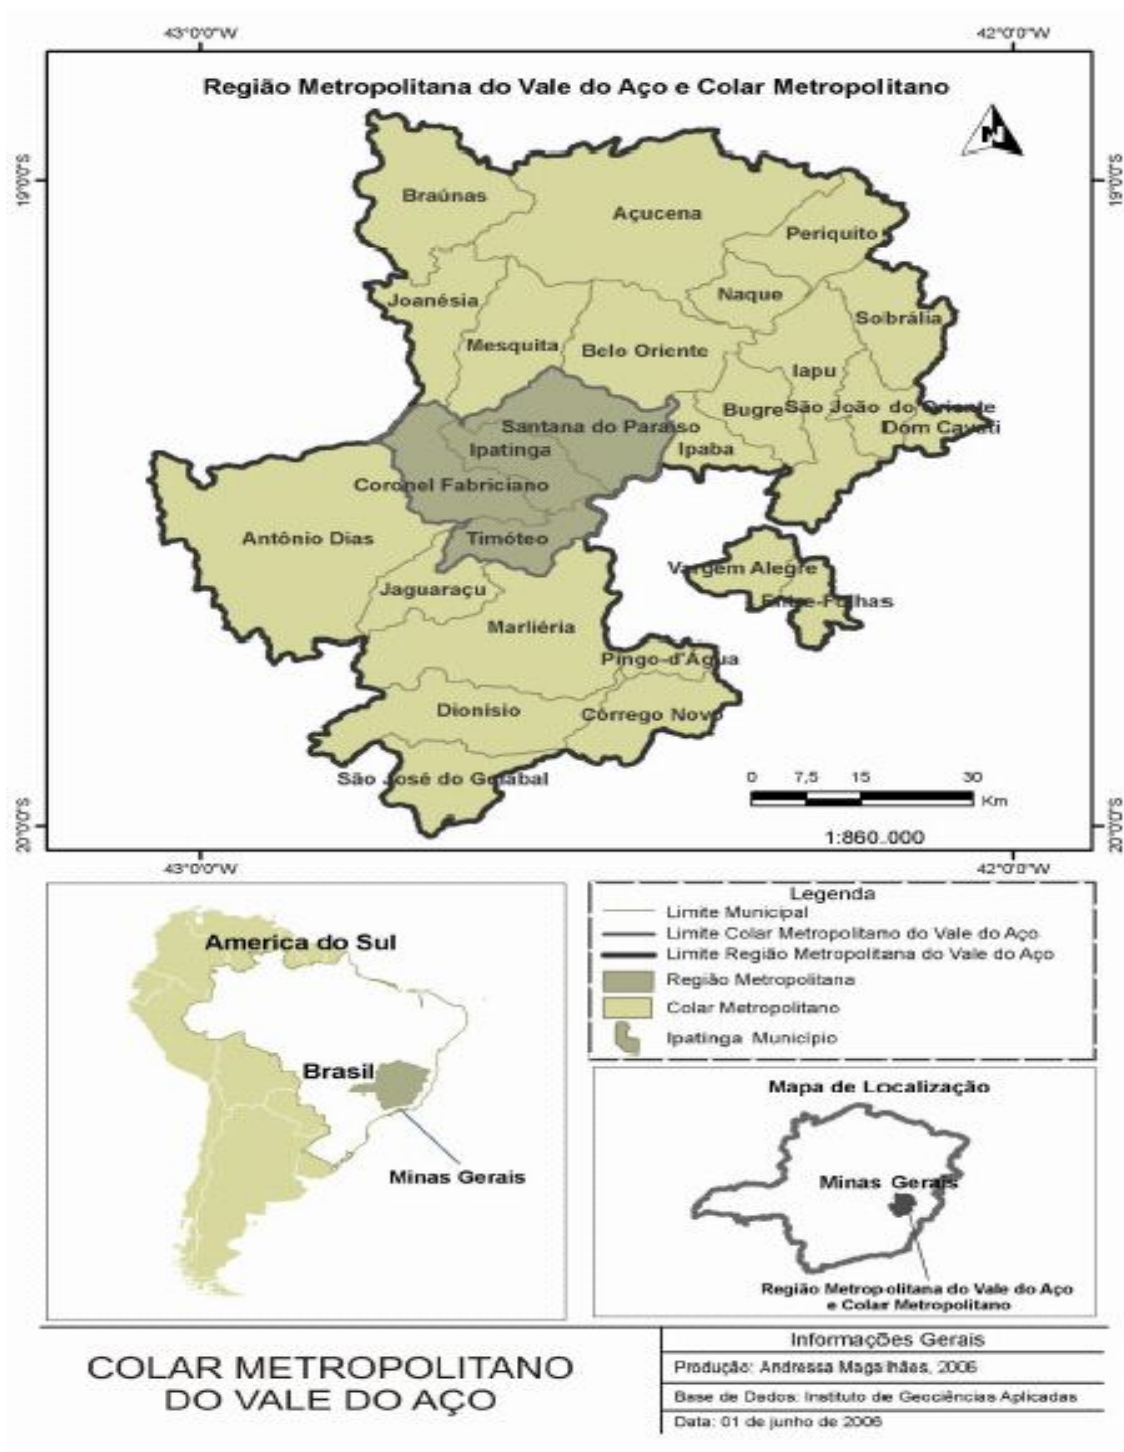 43°0'0"W 42°0'0"W
Região Metropolitana do Vale do Aço e Colar Metropolitano
N
19°0'0"S 19°0'0"S
Braúnas
Açucena
Periquito
Naque
Joanésia
Sobrália
Mesquita
Belo Oriente
Iapu
Bugre
São João do Oriente
Santana do Paraíso
Dom Cavati
Ipatinga
Ipaba
Coronel Fabriciano
Antônio Dias
Timóteo
Vargem Alegre
Jaguaraçu
Entre-Folhas
Marliéria
Pingo-d'Água
Dionisio
Córrego Novo
São José do Goiabal
0 7,5 15 30
Km
1:860.000
20°0'0"S 20°0'0"S
43°0'0"W 42°0'0"W
America do Sul
Brasil
Minas Gerais
Legenda
Limite Municipal
Limite Colar Metropolitamo do Vale do Aço
Limite Região Metropolitana do Vale do Aço
Região Metropolitana
Colar Metropolitano
Ipatinga Município
Mapa de Localização
Minas Gerais
Região Metropolitana do Vale do Aço
e Colar Metropolitano
COLAR METROPOLITANO
DO VALE DO AÇO
Informações Gerais
Produção: Andressa Magalhães, 2006
Base de Dados: Instituto de Geociências Aplicadas
Data: 01 de junho de 2006